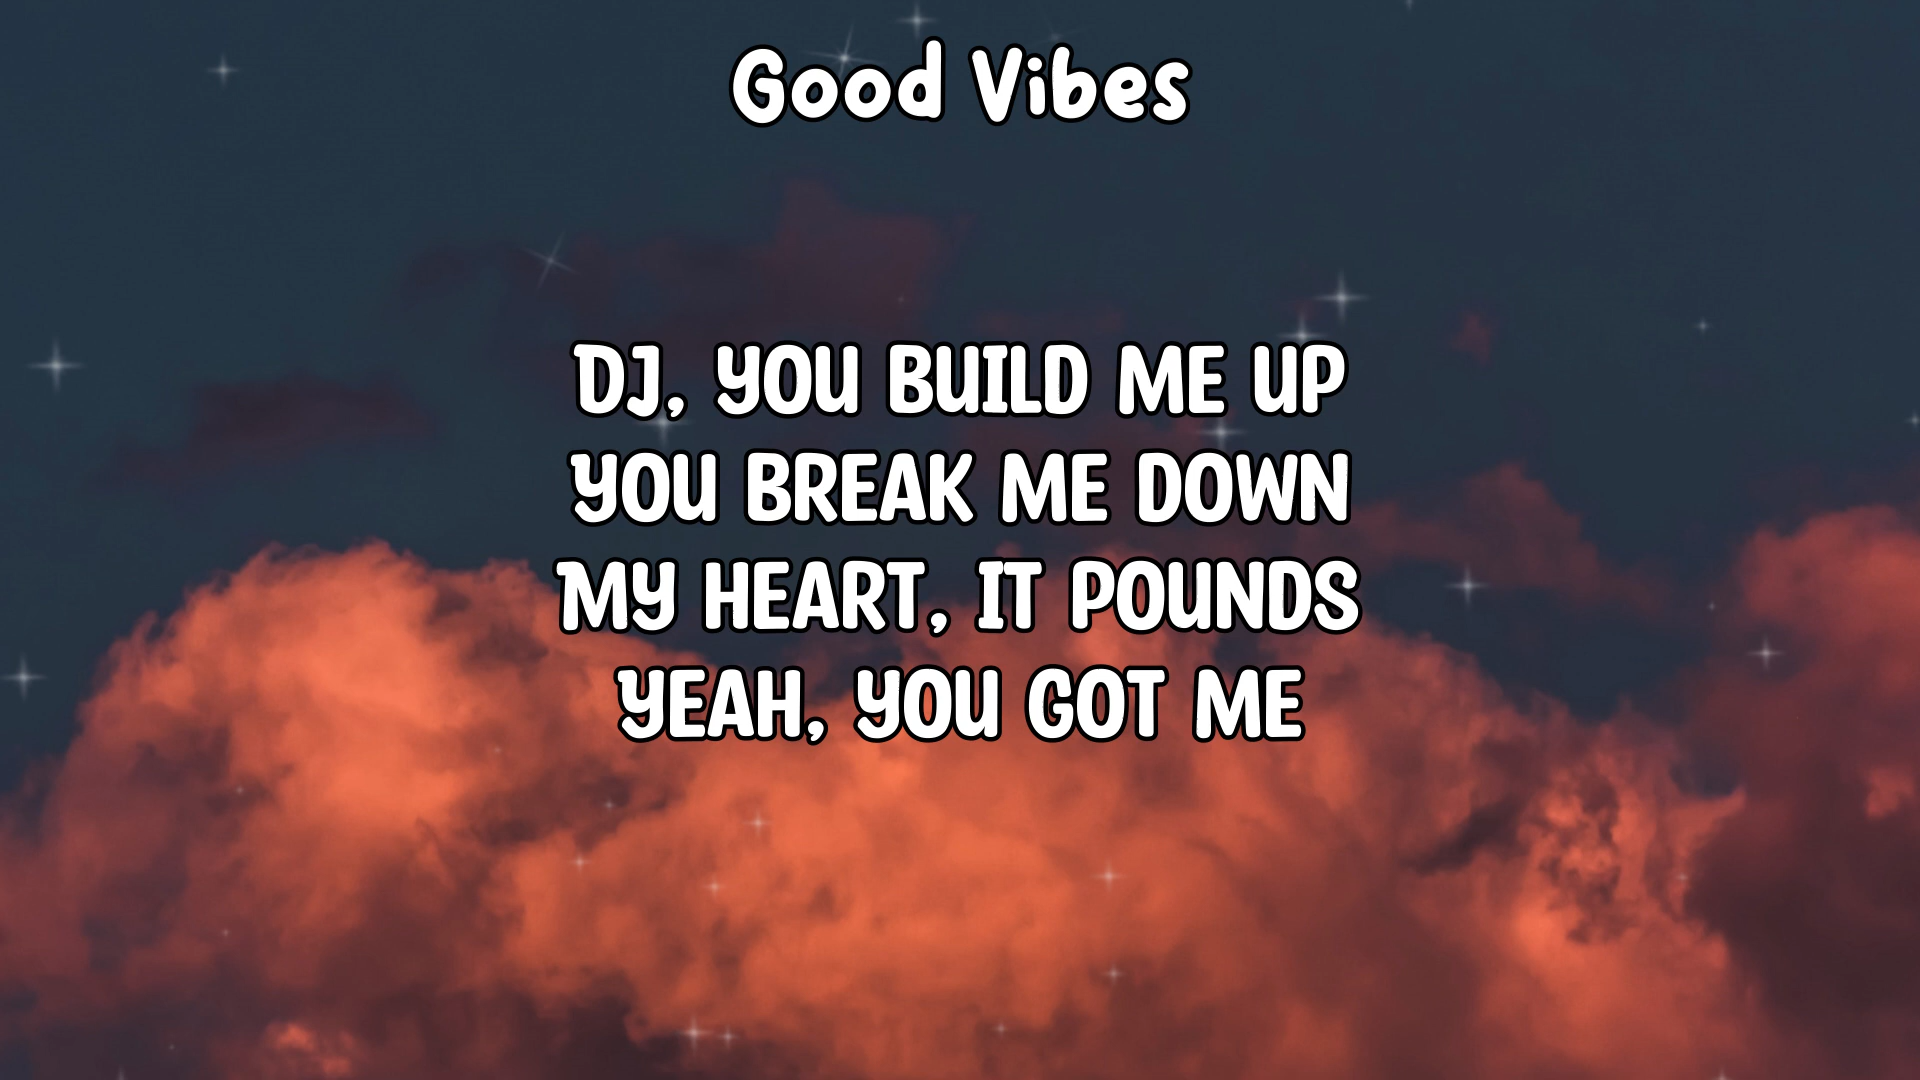 Good Vibes
DJ, YOU BUILD ME UP
YOU BREAK ME DOWN
MY HEART, IT POUNDS
YEAH, YOU GOT ME